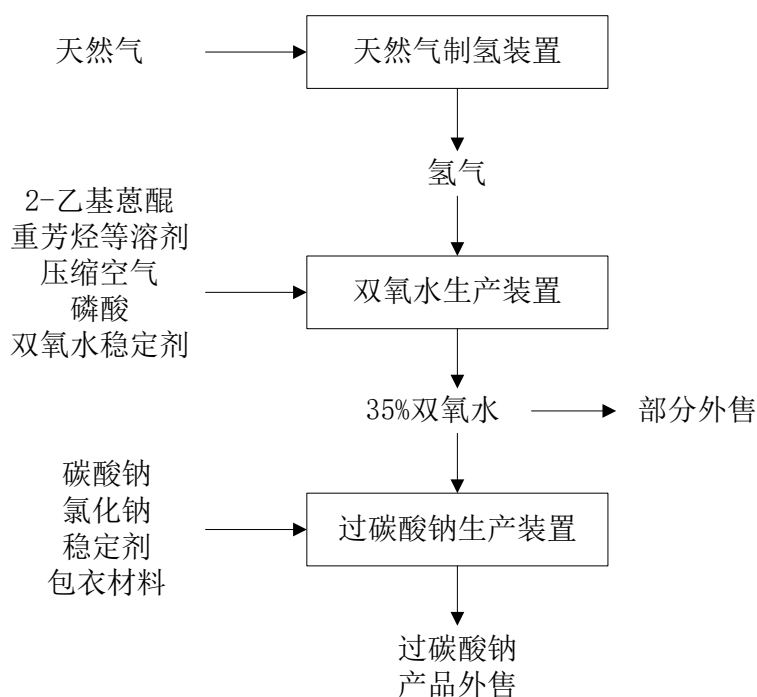 天然气
天然气制氢装置
氢气
2-乙基蒽醌
重芳烃等溶剂
压缩空气
磷酸
双氧水稳定剂
双氧水生产装置
35%双氧水
部分外售
碳酸钠
氯化钠
稳定剂
包衣材料
过碳酸钠生产装置
过碳酸钠
产品外售